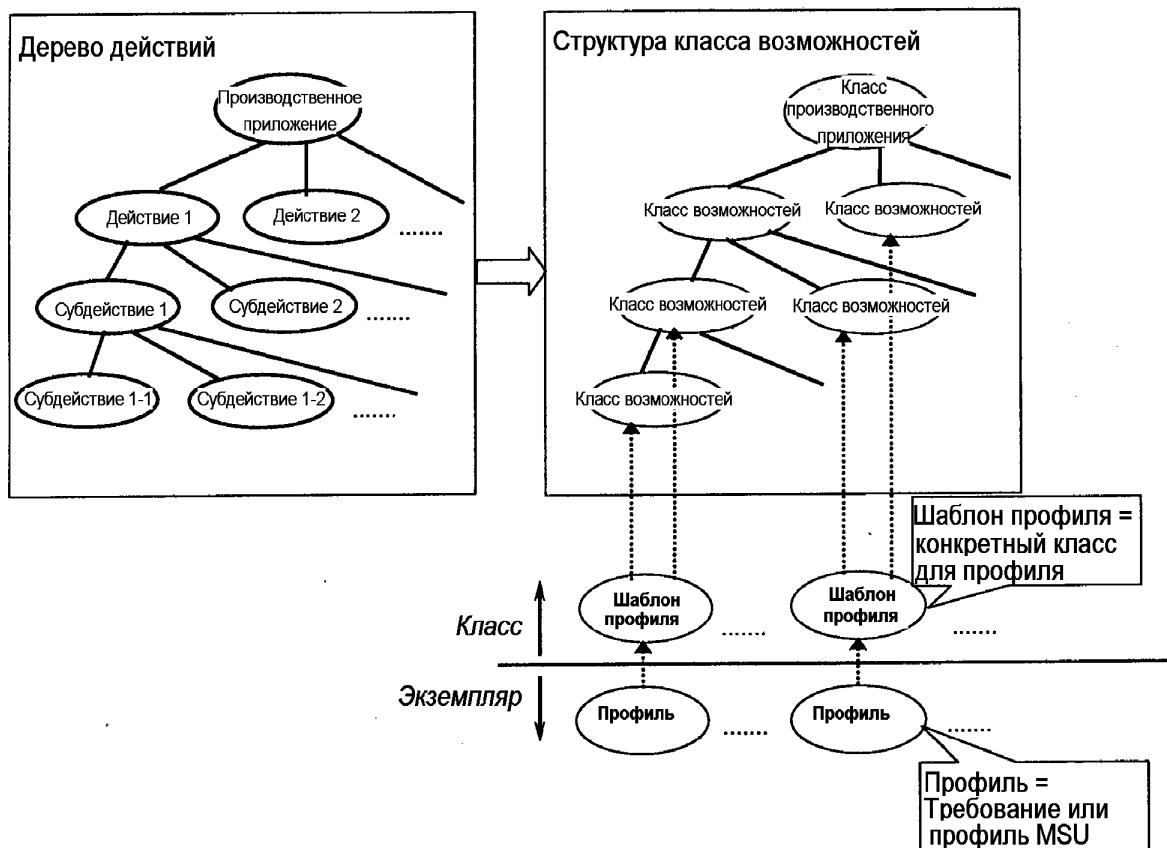 Дерево действий
Производственное
приложение
Действие 1
Действие 2
.......
Субдействие 1
Субдействие 2
.......
Субдействие 1-1
Субдействие 1-2
.......
Структура класса возможностей
Класс
производственного
приложения
Класс возможностей
Класс возможностей
Класс возможностей
Класс возможностей
Класс возможностей
Шаблон профиля =
конкретный класс
для профиля
Класс
Шаблон
профиля
.......
Шаблон
профиля
.......
Экземпляр
Профиль
.......
Профиль
.......
Профиль =
Требование или
профиль MSU